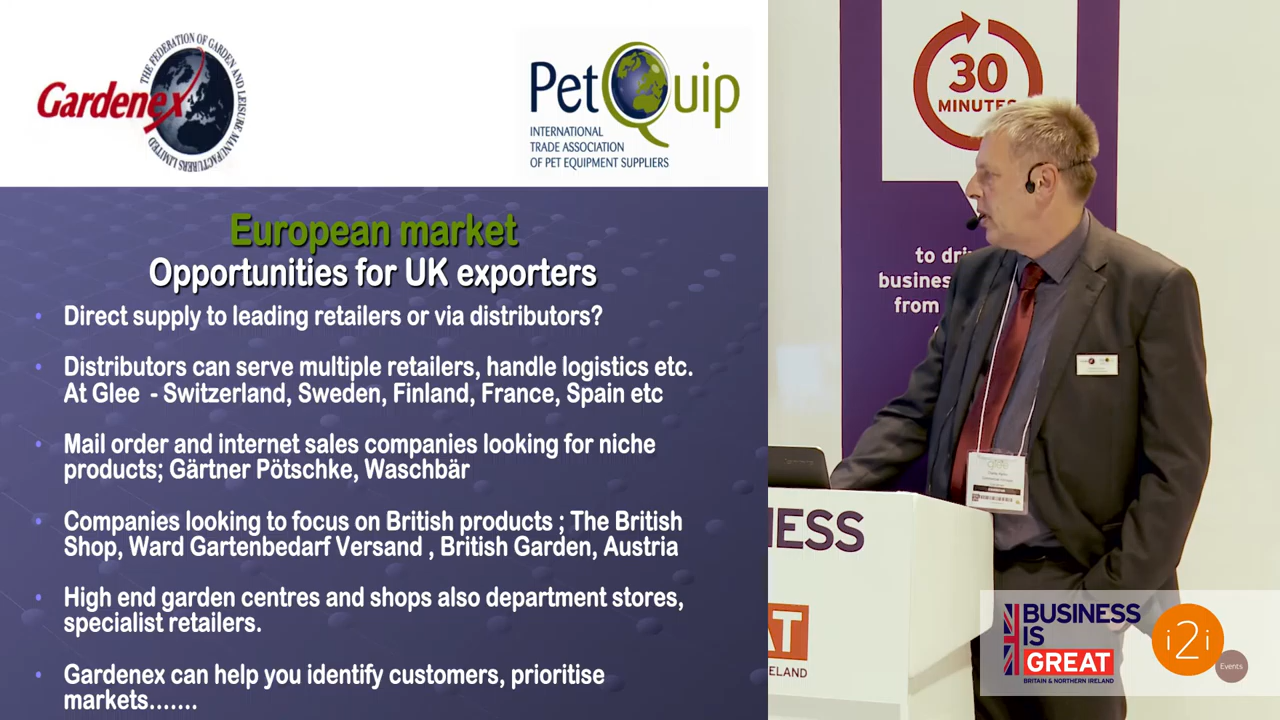 Gardenex
THE FEDERATION OF GARDEN AND LEISURE MANUFACTURERS LIMITED
PetQuip
INTERNATIONAL
TRADE ASSOCIATION
OF PET EQUIPMENT SUPPLIERS
European market
Opportunities for UK exporters
• Direct supply to leading retailers or via distributors?
• Distributors can serve multiple retailers, handle logistics etc.
At Glee - Switzerland, Sweden, Finland, France, Spain etc
• Mail order and internet sales companies looking for niche
products; Gärtner Pötschke, Waschbär
• Companies looking to focus on British products ; The British
Shop, Ward Gartenbedarf Versand , British Garden, Austria
• High end garden centres and shops also department stores,
specialist retailers.
• Gardenex can help you identify customers, prioritise
markets.......
30
MINUTES
to dri
business
from
glee
NESS
AT
IRELAND
BUSINESS
IS
GREAT
BRITAIN & NORTHERN IRELAND
i2i
Events